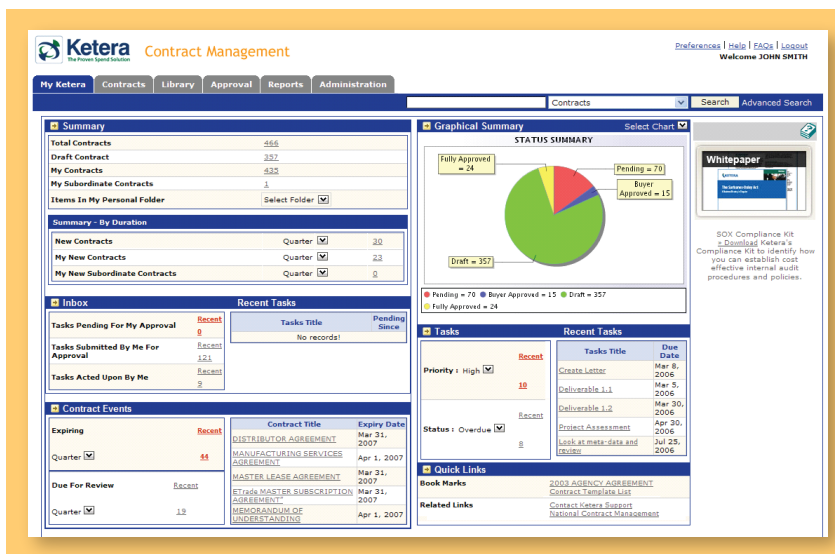 Ketera
The Proven Spend Solution
Contract Management
Preferences | Help | FAQs | Logout
Welcome JOHN SMITH
My Ketera Contracts Library Approval Reports Administration
Contracts Search Advanced Search
Summary
Total Contracts 466
Draft Contract 357
My Contracts 435
My Subordinate Contracts 1
Items In My Personal Folder Select Folder
Summary - By Duration
New Contracts Quarter 30
My New Contracts Quarter 23
My New Subordinate Contracts Quarter 0
Inbox Recent Tasks
Tasks Pending For My Approval Recent
0
Tasks Submitted By Me For
Approval
Recent
121
Tasks Acted Upon By Me Recent
9
Tasks Title Pending
Since
No records!
Contract Events
Expiring Recent
Quarter 44
Due For Review Recent
Quarter 19
Contract Title Expiry Date
DISTRIBUTOR AGREEMENT Mar 31,
2007
MANUFACTURING SERVICES
AGREEMENT Apr 1, 2007
MASTER LEASE AGREEMENT Mar 31,
2007
ETrade MASTER SUBSCRIPTION
AGREEMENT" Mar 31,
2007
MEMORANDUM OF
UNDERSTANDING Apr 1, 2007
Graphical Summary Select Chart
STATUS SUMMARY
Fully Approved
= 24
Pending = 70
Buyer
Approved = 15
Draft = 357
Pending = 70 Buyer Approved = 15 Draft = 357
Fully Approved = 24
Tasks Recent Tasks
Priority : High Recent
10
Status : Overdue Recent
8
Tasks Title Due
Date
Create Letter Mar 8,
2006
Deliverable 1.1 Mar 5,
2006
Deliverable 1.2 Mar 30,
2006
Project Assessment Apr 30,
2006
Look at meta-data and
review Jul 25,
2006
Quick Links
Book Marks 2003 AGENCY AGREEMENT
Contract Template List
Related Links Contact Ketera Support
National Contract Management
Whitepaper
SOX Compliance Kit
» Download Ketera's
Compliance Kit to identify how
you can establish cost
effective internal audit
procedures and policies.